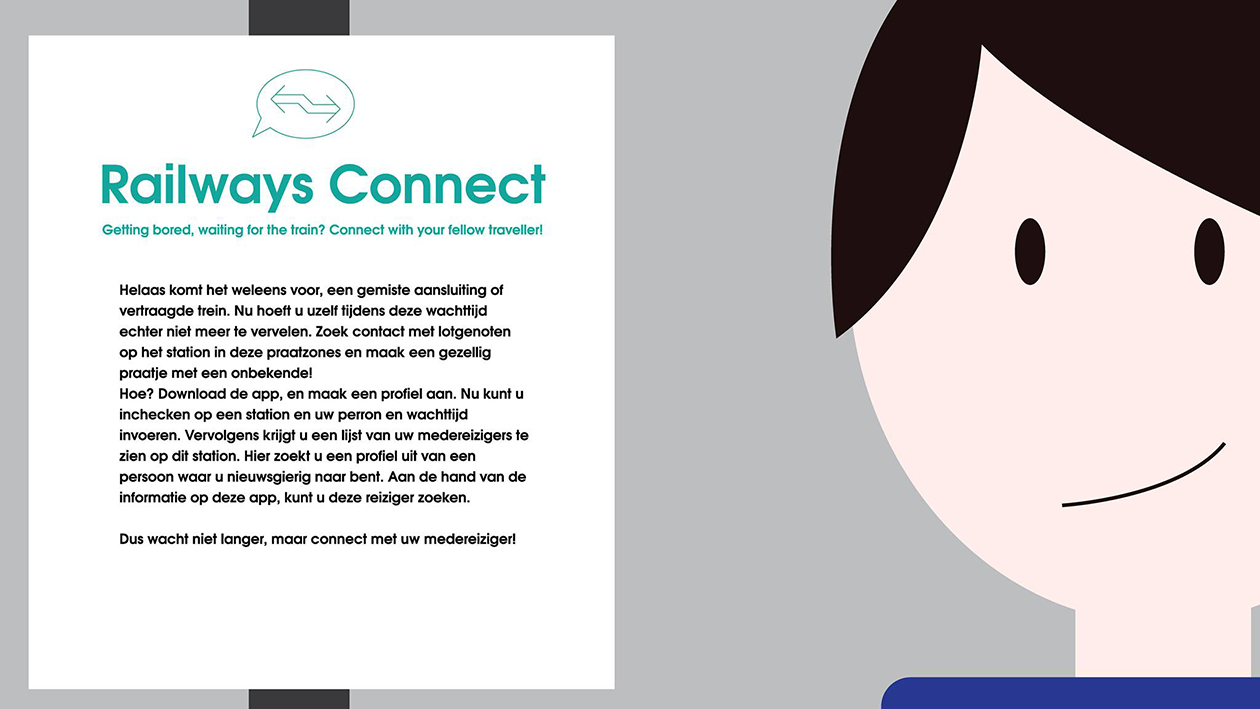 Railways Connect
Getting bored, waiting for the train? Connect with your fellow traveller!
Helaas komt het weleens voor, een gemiste aansluiting of
vertraagde trein. Nu hoeft u uzelf tijdens deze wachttijd
echter niet meer te vervelen. Zoek contact met lotgenoten
op het station in deze praatzones en maak een gezellig
praatje met een onbekende!
Hoe? Download de app, en maak een profiel aan. Nu kunt u
inchecken op een station en uw perron en wachttijd
invoeren. Vervolgens krijgt u een lijst van uw medereizigers te
zien op dit station. Hier zoekt u een profiel uit van een
persoon waar u nieuwsgierig naar bent. Aan de hand van de
informatie op deze app, kunt u deze reiziger zoeken.
Dus wacht niet langer, maar connect met uw medereiziger!